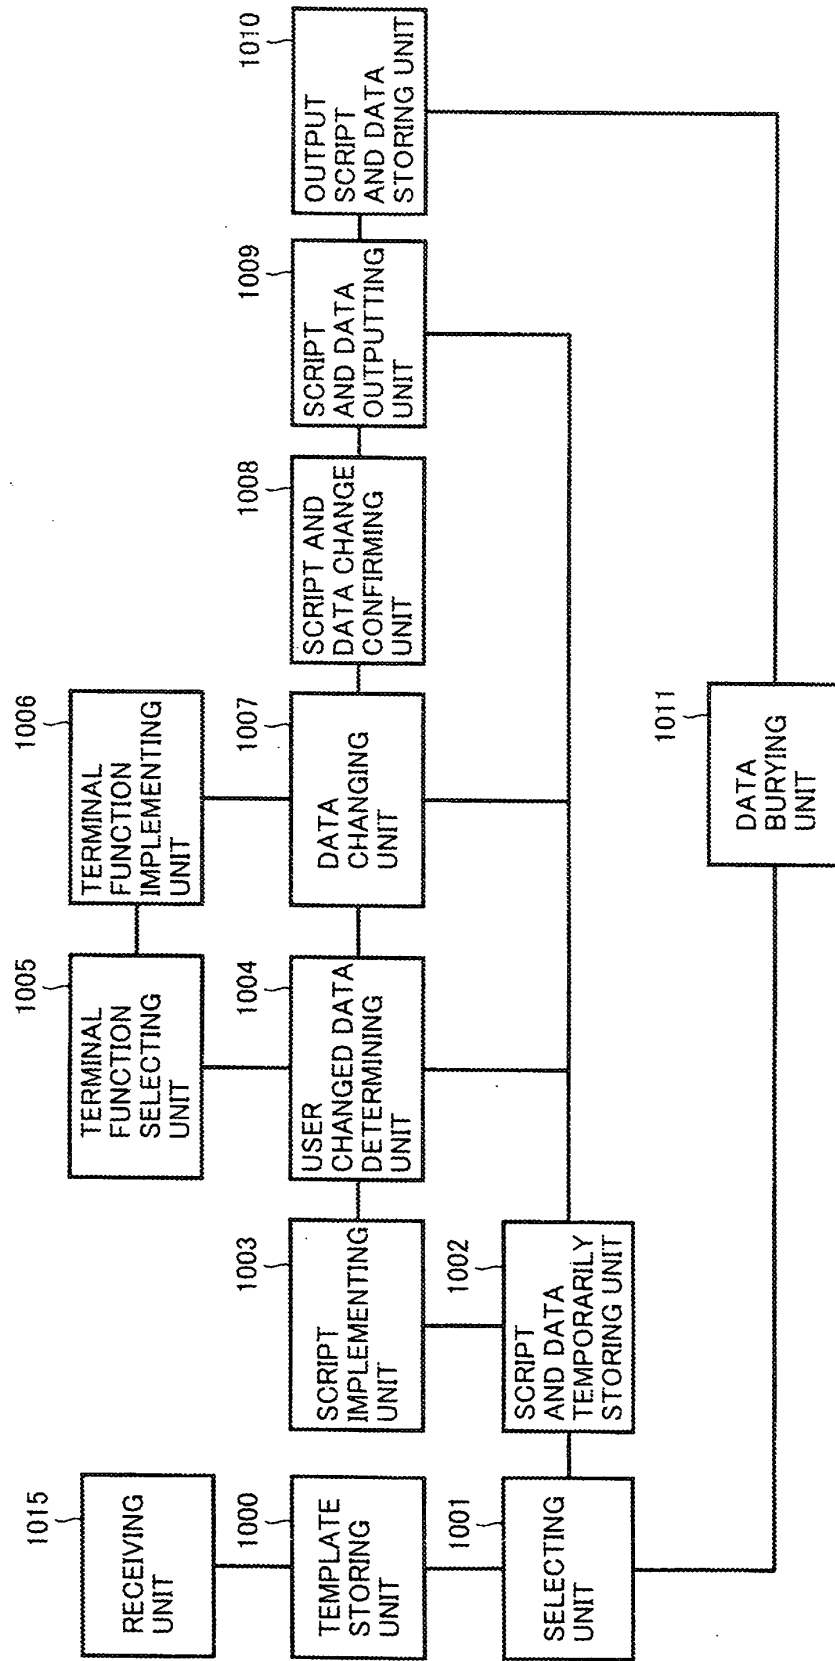 1015
RECEIVING
UNIT
1000
TEMPLATE
STORING
UNIT
1001
SELECTING
UNIT
1002
SCRIPT
AND DATA
TEMPORARILY
STORING UNIT
1003
SCRIPT
IMPLEMENTING
UNIT
1004
USER
CHANGED DATA
DETERMINING
UNIT
1005
TERMINAL
FUNCTION
SELECTING
UNIT
1006
TERMINAL
FUNCTION
IMPLEMENTING
UNIT
1007
DATA
CHANGING
UNIT
1008
SCRIPT AND
DATA CHANGE
CONFIRMING
UNIT
1009
SCRIPT
AND DATA
OUTPUTTING
UNIT
1010
OUTPUT
SCRIPT
AND DATA
STORING UNIT
1011
DATA
BURYING
UNIT